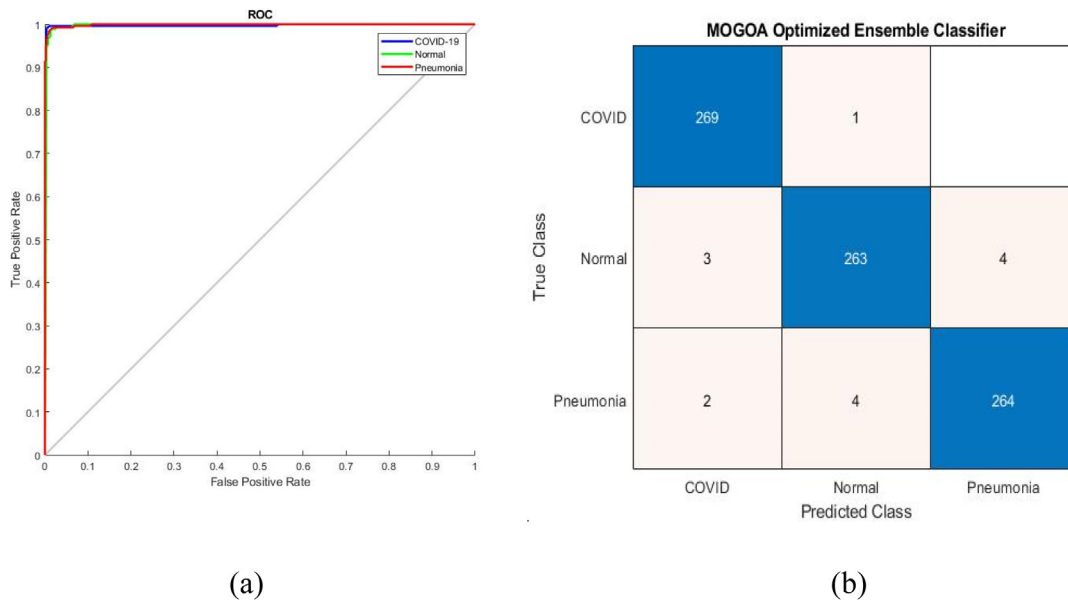 ROC
COVID-19
Normal
Pneumonia
True Positive Rate
1
0.9
0.8
0.7
0.6
0.5
0.4
0.3
0.2
0.1
0
0 0.1 0.2 0.3 0.4 0.5 0.6 0.7 0.8 0.9 1
False Positive Rate
(a)
MOGOA Optimized Ensemble Classifier
True Class
COVID 269 1
Normal 3 263 4
Pneumonia 2 4 264
COVID Normal Pneumonia
Predicted Class
(b)